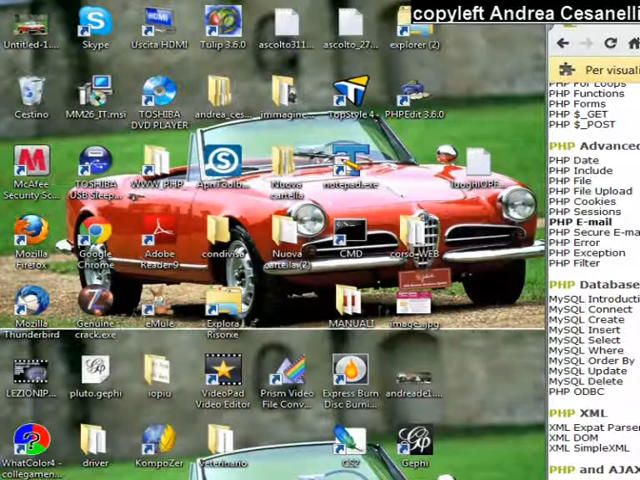 copyleft Andrea Cesanelli
Untitled-1...
Skype
Uscita HDMI
Tulip 3.6.0
ascolto311...
ascolto_27...
explorer (2)
Cestino
MM26_IT.msi
TOSHIBA
DVD PLAYER
andrea_ces...
immagine...
TopStyle 4
PHPEdit 3.6.0
McAfee
Security Sc...
TOSHIBA
USB Sleep...
WWW_PHP
Nuova
cartella
notepad.exe
Mozilla
Firefox
Google
Chrome
Adobe
Reader 9
condivise
Nuova
cartella (2)
CMD
corso_WEB
Mozilla
Thunderbird
Genuine
crack.exe
eMule
Esplora
Risorse
MANUALI
images.jpg
LEZIONIP...
pluto.gephi
iopiu
VideoPad
Video Editor
Prism Video
File Conv...
Express Burn
Disc Burni...
andreade1...
WhatColor4 -
collegamen...
driver
KompoZer
veterinario
GS2
Gephi
Per visuali
PHP For Loops
PHP Functions
PHP Forms
PHP $_GET
PHP $_POST
PHP Advanced
PHP Date
PHP Include
PHP File
PHP File Upload
PHP Cookies
PHP Sessions
PHP E-mail
PHP Secure E-ma
PHP Error
PHP Exception
PHP Filter
PHP Database
MySQL Introducti
MySQL Connect
MySQL Create
MySQL Insert
MySQL Select
MySQL Where
MySQL Order By
MySQL Update
MySQL Delete
PHP ODBC
PHP XML
XML Expat Parser
XML DOM
XML SimpleXML
PHP and AJAX